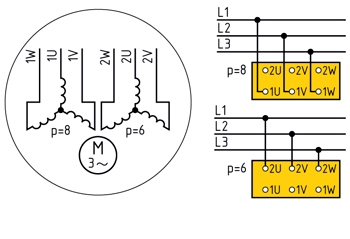 1W 1U 1V 2W 2U 2V
p=8 p=6
M
3~
L1
L2
L3
p=8 2U 2V 2W
1U 1V 1W
L1
L2
L3
p=6 2U 2V 2W
1U 1V 1W